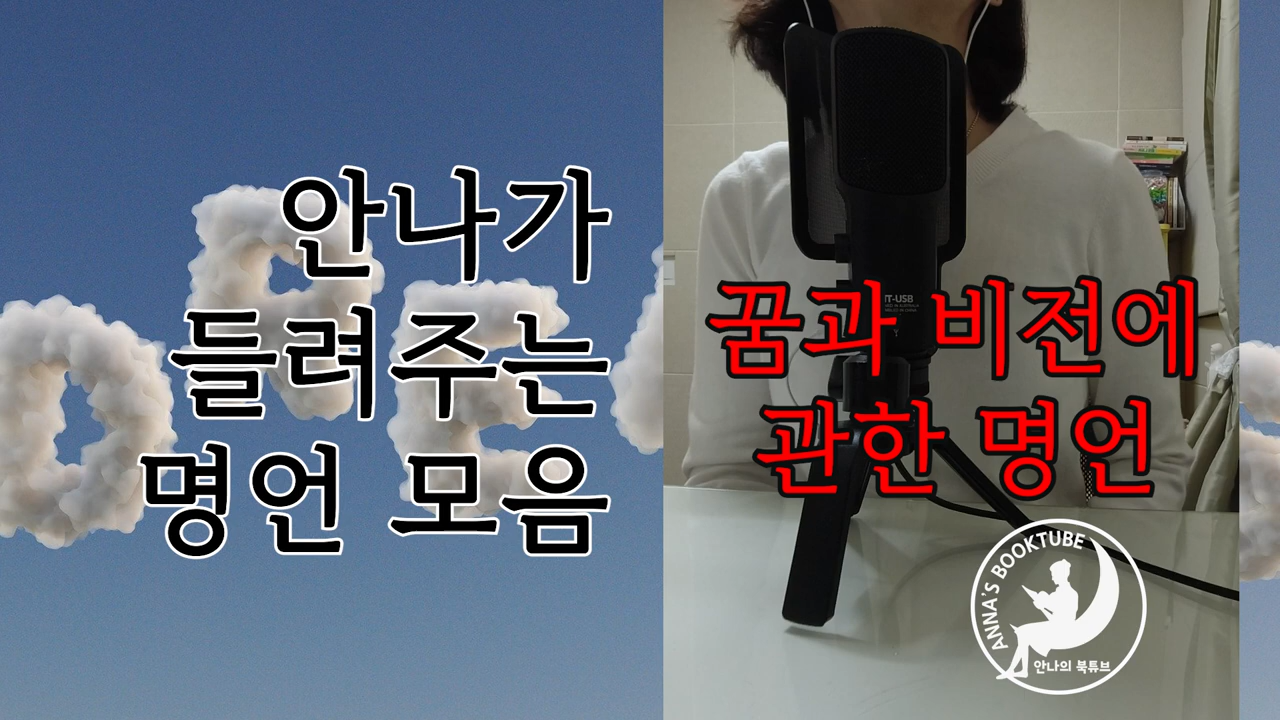 안나가
들려주는
명언 모음
꿈과 비전에
관한 명언
ANNA'S BOOKTUBE
안나의 북튜브